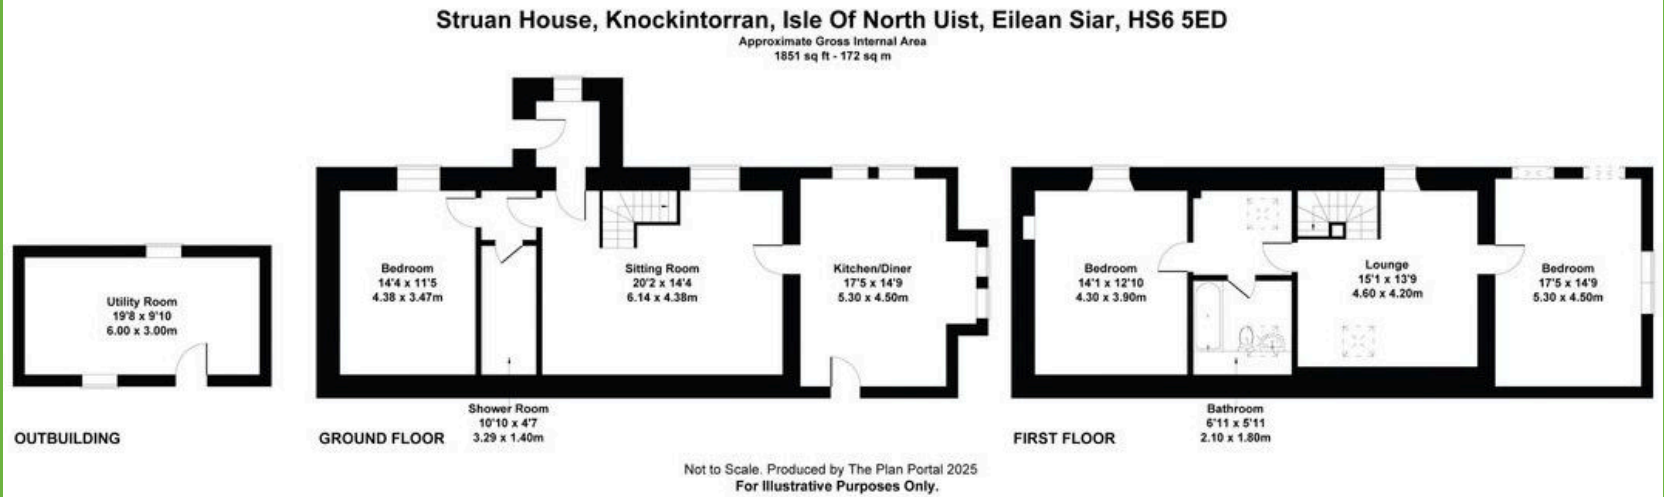 Struan House, Knockintorran, Isle Of North Uist, Eilean Siar, HS6 5ED
Approximate Gross Internal Area
1851 sq ft - 172 sq m
Utility Room
19'8 x 9'10
6.00 x 3.00m
OUTBUILDING
Bedroom
14'4 x 11'5
4.38 x 3.47m
Sitting Room
20'2 x 14'4
6.14 x 4.38m
Kitchen/Diner
17'5 x 14'9
5.30 x 4.50m
Shower Room
10'10 x 4'7
3.29 x 1.40m
GROUND FLOOR
Bedroom
14'1 x 12'10
4.30 x 3.90m
Lounge
15'1 x 13'9
4.60 x 4.20m
Bedroom
17'5 x 14'9
5.30 x 4.50m
Bathroom
6'11 x 5'11
2.10 x 1.80m
FIRST FLOOR
Not to Scale. Produced by The Plan Portal 2025
For Illustrative Purposes Only.